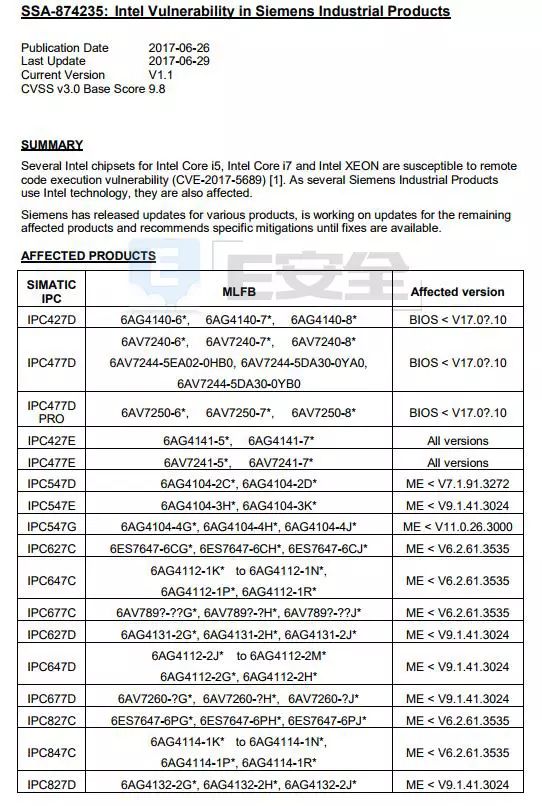 SSA-874235: Intel Vulnerability in Siemens Industrial Products
Publication Date 2017-06-26
Last Update 2017-06-29
Current Version V1.1
CVSS v3.0 Base Score 9.8
SUMMARY
Several Intel chipsets for Intel Core i5, Intel Core i7 and Intel XEON are susceptible to remote
code execution vulnerability (CVE-2017-5689) [1]. As several Siemens Industrial Products
use Intel technology, they are also affected.
Siemens has released updates for various products, is working on updates for the remaining
affected products and recommends specific mitigations until fixes are available.
E安全
AFFECTED PRODUCTS
SIMATIC
IPC MLFB Affected version
IPC427D 6AG4140-6*, 6AG4140-7*, 6AG4140-8* BIOS < V17.0?.10
6AV7240-6*, 6AV7240-7*, 6AV7240-8*
IPC477D 6AV7244-5EA02-0HB0, 6AV7244-5DA30-0YA0, BIOS < V17.0?.10
6AV7244-5DA30-0YB0
IPC477D
PRO 6AV7250-6*, 6AV7250-7*, 6AV7250-8* BIOS < V17.0?.10
IPC427E 6AG4141-5*, 6AG4141-7* All versions
IPC477E 6AV7241-5*, 6AV7241-7* All versions
IPC547D 6AG4104-2C*, 6AG4104-2D* ME < V7.1.91.3272
IPC547E 6AG4104-3H*, 6AG4104-3K* ME < V9.1.41.3024
IPC547G 6AG4104-4G*, 6AG4104-4H*, 6AG4104-4J* ME < V11.0.26.3000
IPC627C 6ES7647-6CG*, 6ES7647-6CH*, 6ES7647-6CJ* ME < V6.2.61.3535
IPC647C 6AG4112-1K* to 6AG4112-1N*, ME < V6.2.61.3535
6AG4112-1P*, 6AG4112-1R*
IPC677C 6AV789?-??G*, 6AV789?-?H*, 6AV789?-??J* ME < V6.2.61.3535
IPC627D 6AG4131-2G*, 6AG4131-2H*, 6AG4131-2J* ME < V9.1.41.3024
IPC647D 6AG4112-2J* to 6AG4112-2M* ME < V9.1.41.3024
6AG4112-2G*, 6AG4112-2H*
IPC677D 6AV7260-?G*, 6AV7260-?H*, 6AV7260-?J* ME < V9.1.41.3024
IPC827C 6ES7647-6PG*, 6ES7647-6PH*, 6ES7647-6PJ* ME < V6.2.61.3535
IPC847C 6AG4114-1K* to 6AG4114-1N*, ME < V6.2.61.3535
6AG4114-1P*, 6AG4114-1R*
IPC827D 6AG4132-2G*, 6AG4132-2H*, 6AG4132-2J* ME < V9.1.41.3024